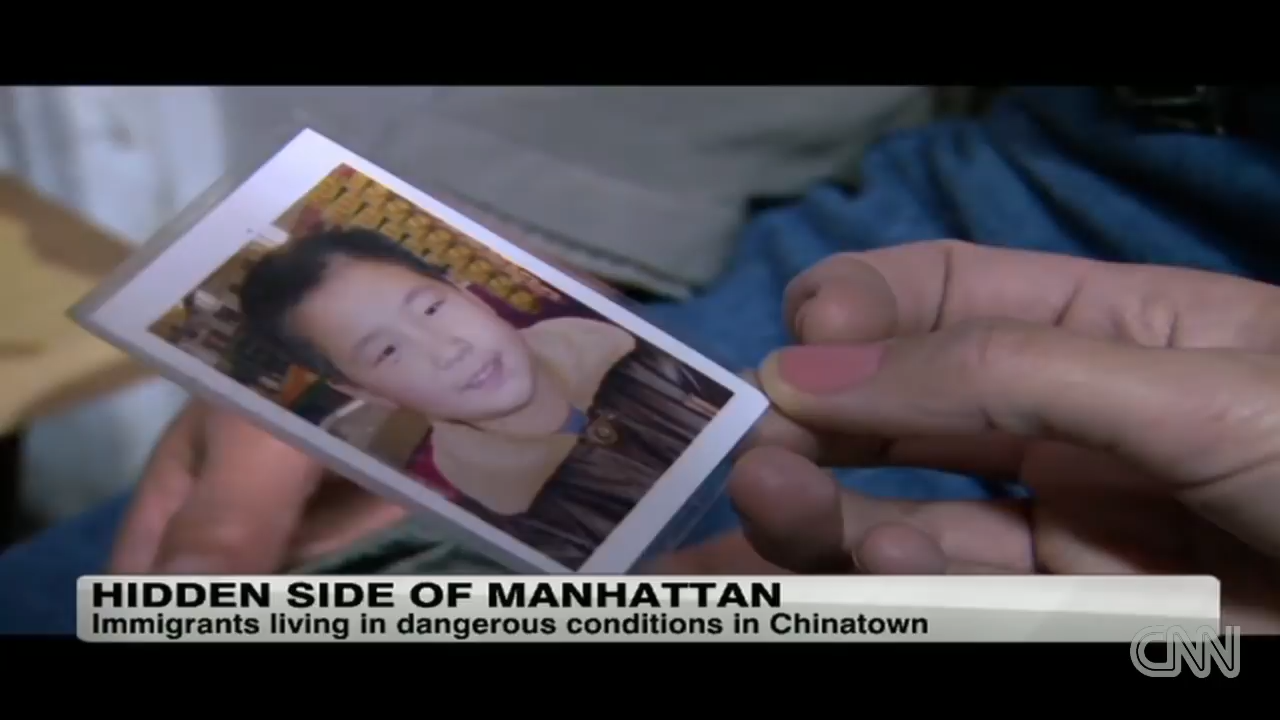 HIDDEN SIDE OF MANHATTAN
Immigrants living in dangerous conditions in Chinatown
CNN